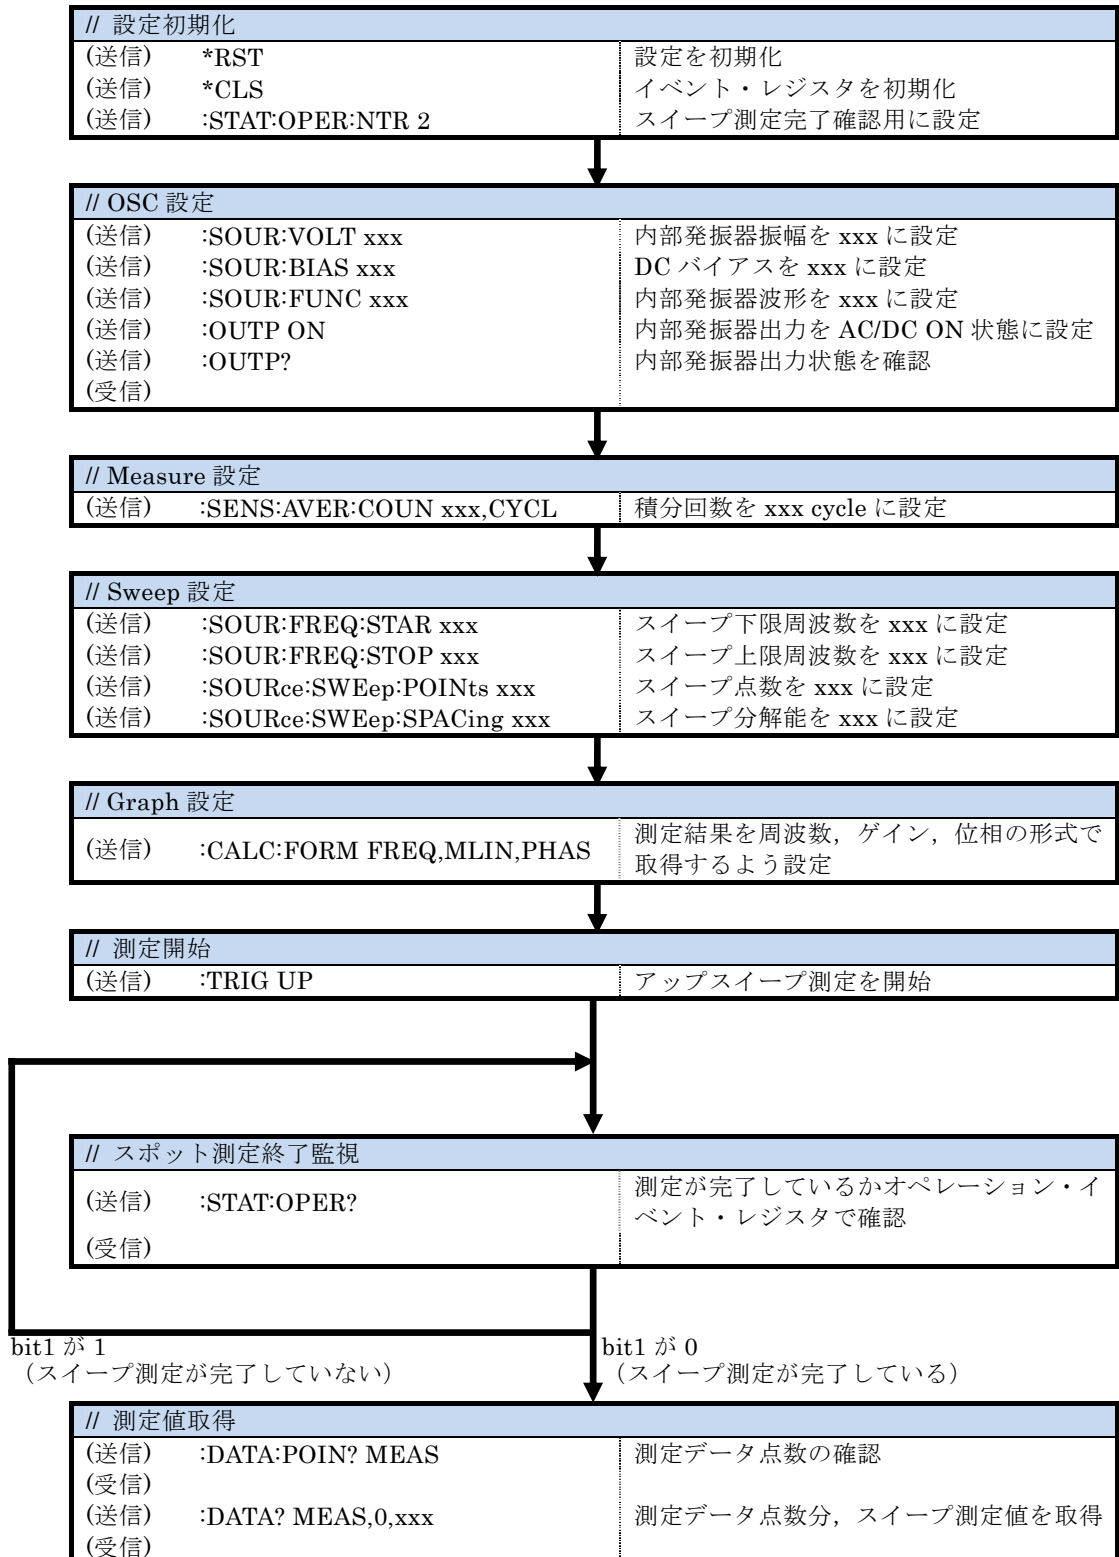 // 設定初期化
(送信) *RST 設定を初期化
(送信) *CLS イベント・レジスタを初期化
(送信) :STAT:OPER:NTR 2 スイープ測定完了確認用に設定
// OSC 設定
(送信) :SOUR:VOLT xxx 内部発振器振幅を xxx に設定
(送信) :SOUR:BIAS xxx DC バイアスを xxx に設定
(送信) :SOUR:FUNC xxx 内部発振器波形を xxx に設定
(送信) :OUTP ON 内部発振器出力を AC/DC ON 状態に設定
(送信) :OUTP? 内部発振器出力状態を確認
(受信)
// Measure 設定
(送信) :SENS:AVER:COUN xxx,CYCL 積分回数を xxx cycle に設定
// Sweep 設定
(送信) :SOUR:FREQ:STAR xxx スイープ下限周波数を xxx に設定
(送信) :SOUR:FREQ:STOP xxx スイープ上限周波数を xxx に設定
(送信) :SOURce:SWEep:POINts xxx スイープ点数を xxx に設定
(送信) :SOURce:SWEep:SPACing xxx スイープ分解能を xxx に設定
// Graph 設定
(送信) :CALC:FORM FREQ,MLIN,PHAS 測定結果を周波数，ゲイン，位相の形式で
取得するよう設定
// 測定開始
(送信) :TRIG UP アップスイープ測定を開始
// スポット測定終了監視
(送信) :STAT:OPER? 測定が完了しているかオペレーション・イ
ベント・レジスタで確認
(受信)
bit1 が 1
（スイープ測定が完了していない）
bit1 が 0
（スイープ測定が完了している）
// 測定値取得
(送信) :DATA:POIN? MEAS 測定データ点数の確認
(受信)
(送信) :DATA? MEAS,0,xxx 測定データ点数分，スイープ測定値を取得
(受信)